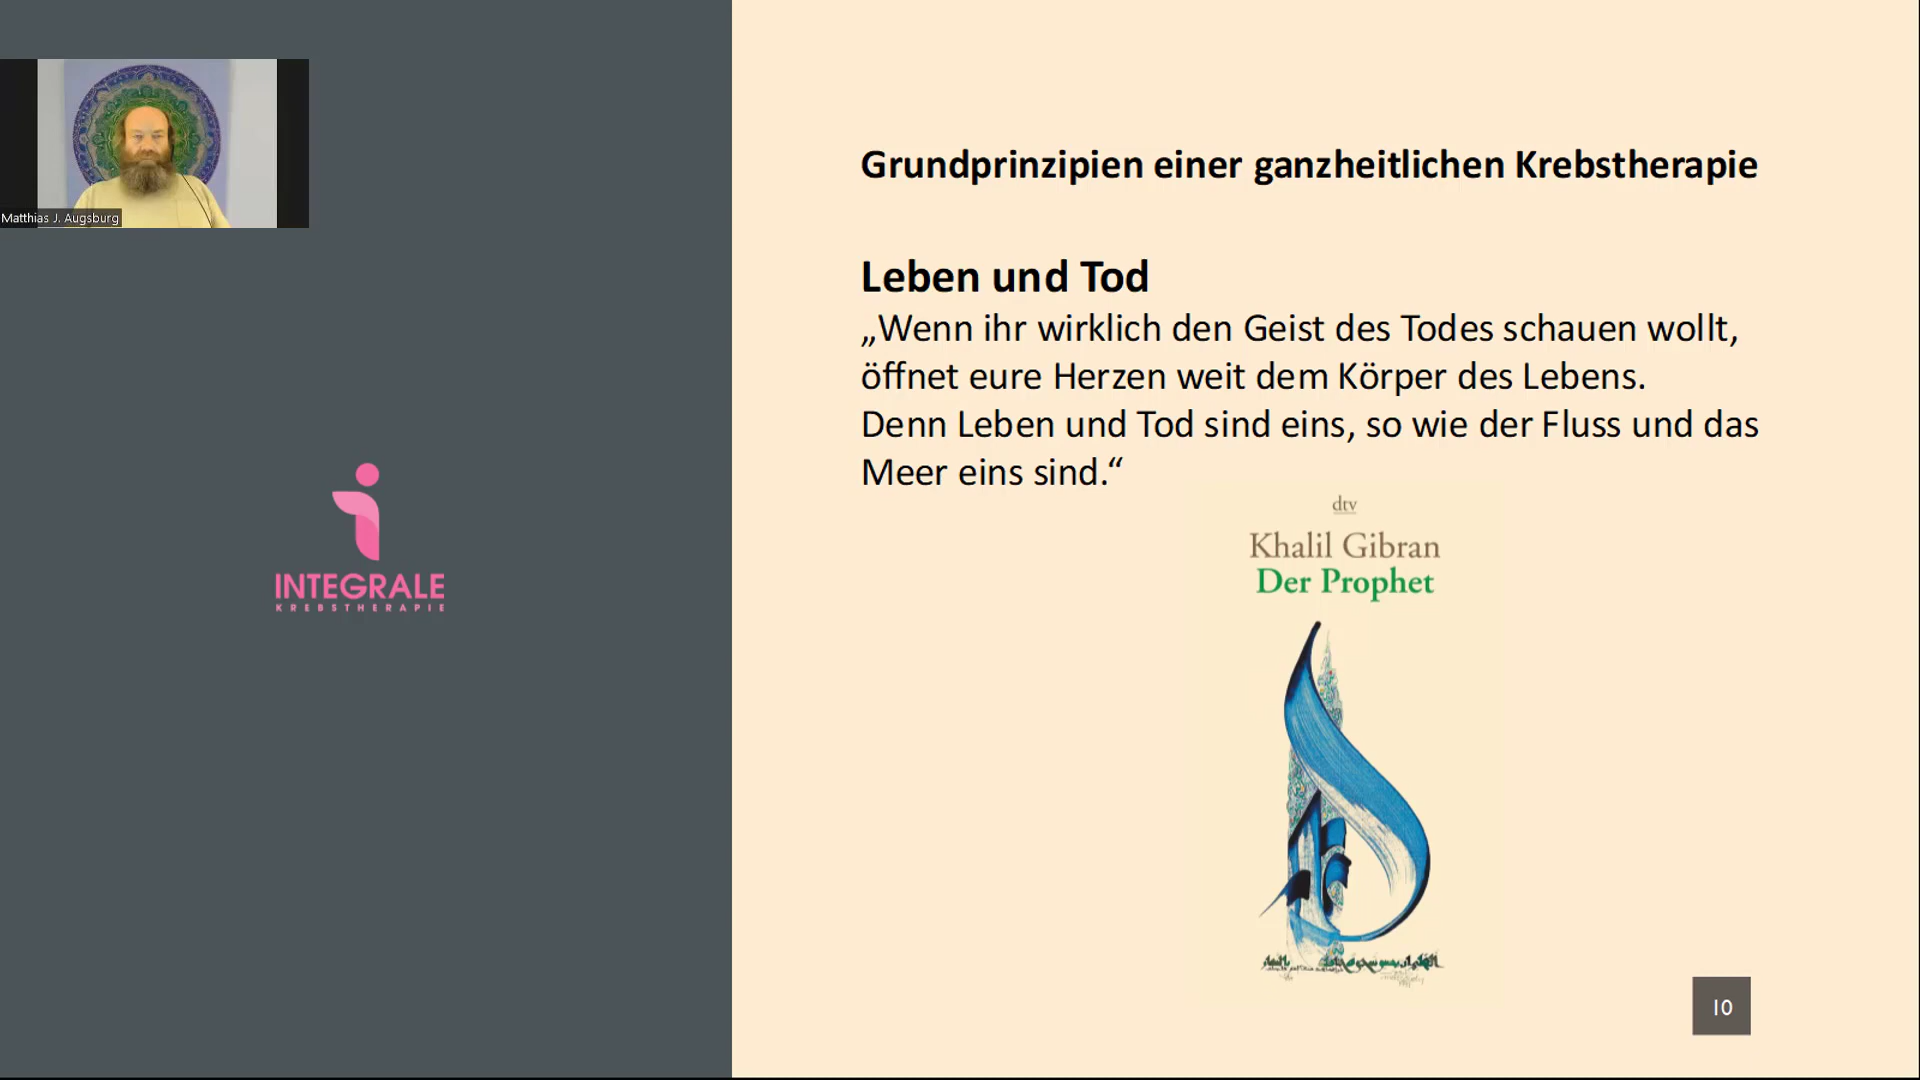 Matthias J. Augsburg
INTEGRALE
KREBSTHERAPIE
Grundprinzipien einer ganzheitlichen Krebstherapie
Leben und Tod
„Wenn ihr wirklich den Geist des Todes schauen wollt,
öffnet eure Herzen weit dem Körper des Lebens.
Denn Leben und Tod sind eins, so wie der Fluss und das
Meer eins sind.“
dtv
Khalil Gibran
Der Prophet
10